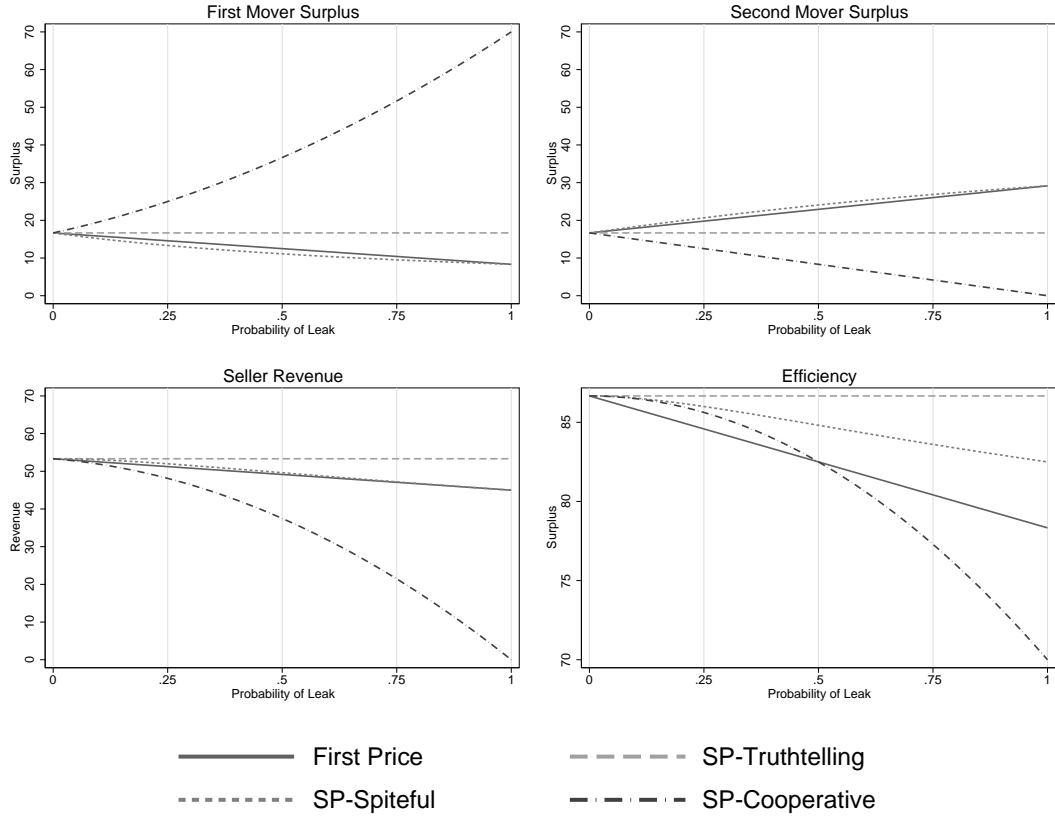 First Mover Surplus
Surplus
70
60
50
40
30
20
10
0
0 .25 .5 .75 1
Probability of Leak
Second Mover Surplus
Surplus
70
60
50
40
30
20
10
0
0 .25 .5 .75 1
Probability of Leak
Seller Revenue
Revenue
70
60
50
40
30
20
10
0
0 .25 .5 .75 1
Probability of Leak
Efficiency
Surplus
85
80
75
70
0 .25 .5 .75 1
Probability of Leak
First Price
SP-Truthtelling
SP-Spiteful
SP-Cooperative